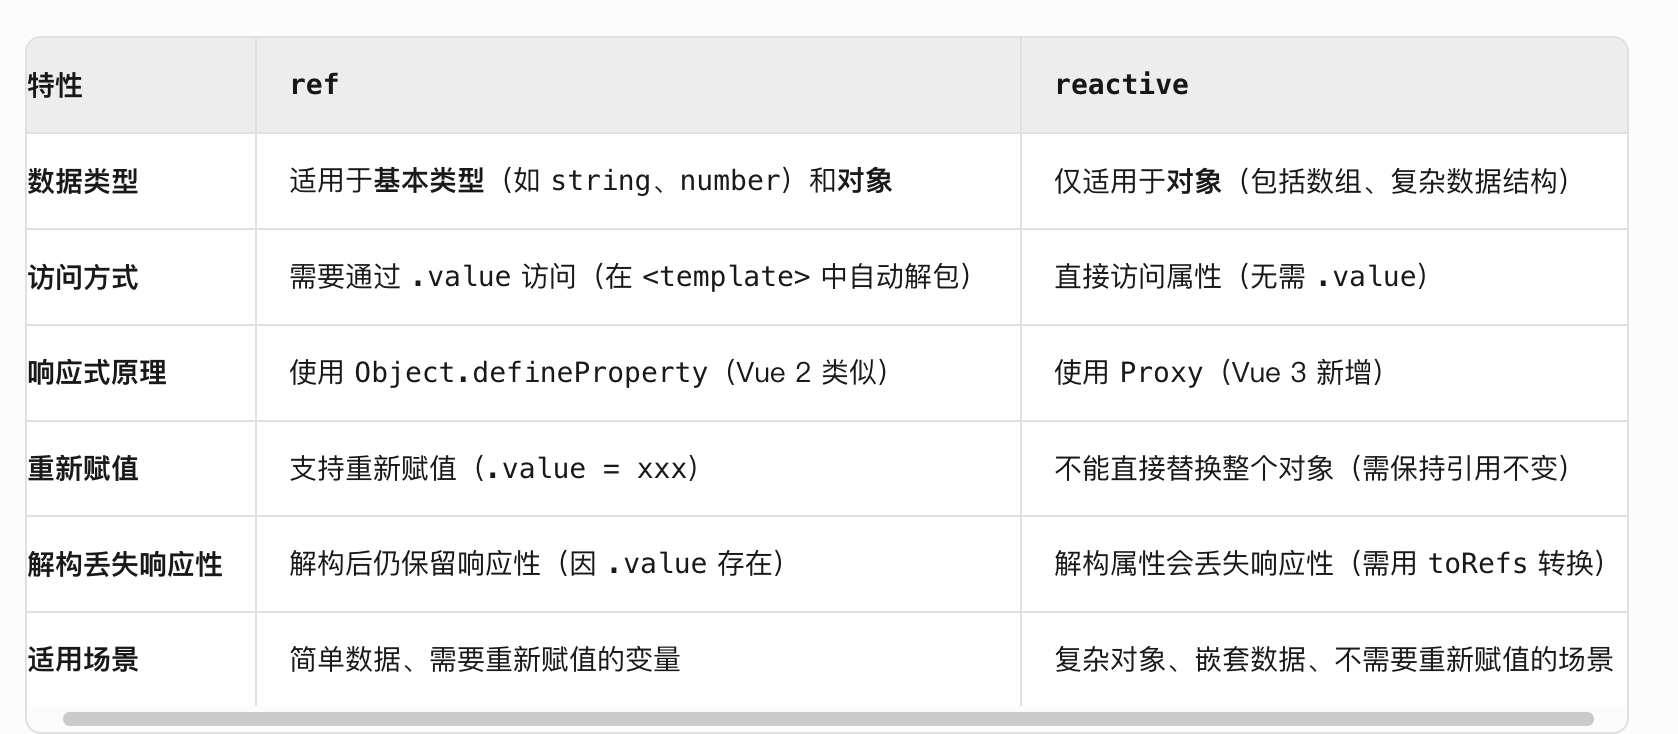 特性 ref reactive
数据类型 适用于基本类型（如 string、number）和对象 仅适用于对象（包括数组、复杂数据结构）
访问方式 需要通过 .value 访问（在 <template> 中自动解包） 直接访问属性（无需 .value）
响应式原理 使用 Object.defineProperty（Vue 2 类似） 使用 Proxy（Vue 3 新增）
重新赋值 支持重新赋值（.value = xxx） 不能直接替换整个对象（需保持引用不变）
解构丢失响应性 解构后仍保留响应性（因 .value 存在） 解构属性会丢失响应性（需用 toRefs 转换）
适用场景 简单数据、需要重新赋值的变量 复杂对象、嵌套数据、不需要重新赋值的场景